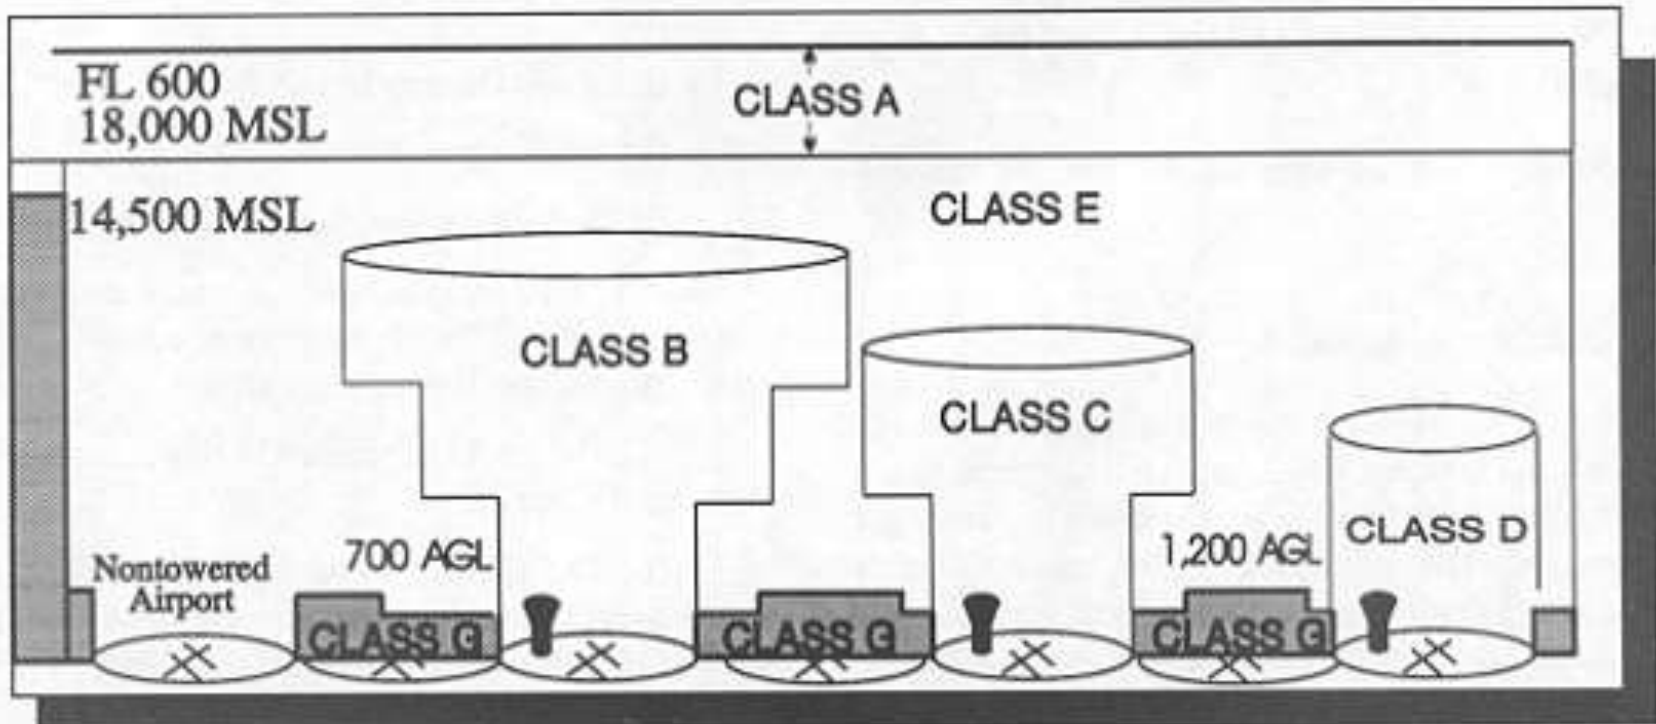 FL 600
18,000 MSL
CLASS A
14,500 MSL
CLASS E
CLASS B
CLASS C
CLASS D
700 AGL
1,200 AGL
Nontowered
Airport
CLASS G
CLASS G
CLASS G